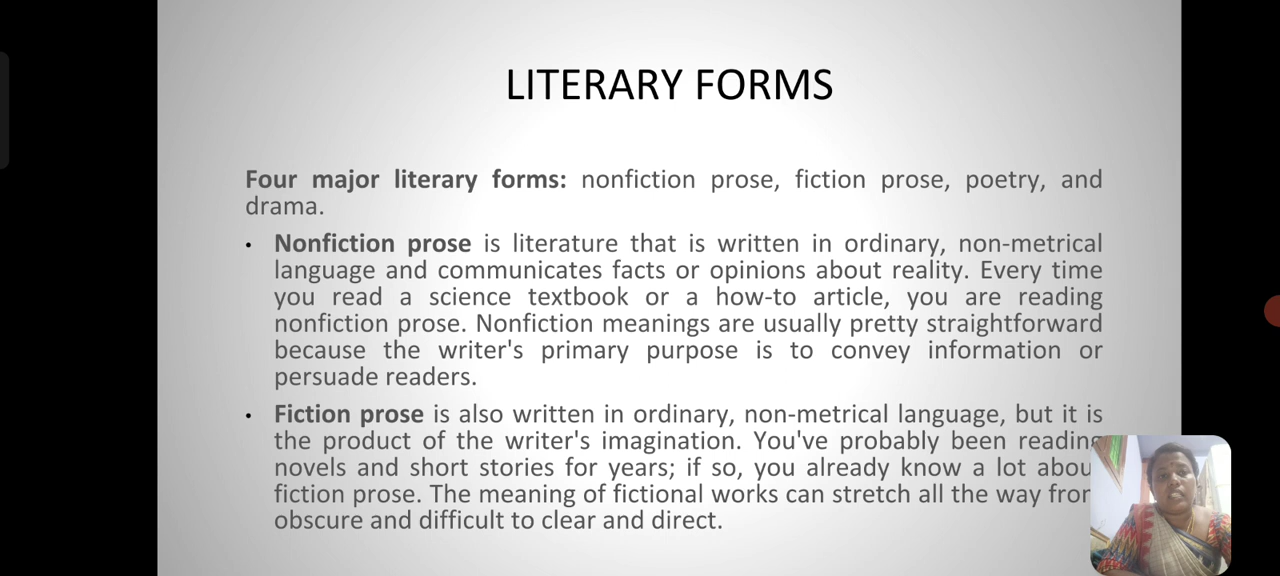 LITERARY FORMS
Four major literary forms: nonfiction prose, fiction prose, poetry, and
drama.
• Nonfiction prose is literature that is written in ordinary, non-metrical
language and communicates facts or opinions about reality. Every time
you read a science textbook or a how-to article, you are reading
nonfiction prose. Nonfiction meanings are usually pretty straightforward
because the writer's primary purpose is to convey information or
persuade readers.
• Fiction prose is also written in ordinary, non-metrical language, but it is
the product of the writer's imagination. You've probably been reading
novels and short stories for years; if so, you already know a lot about
fiction prose. The meaning of fictional works can stretch all the way from
obscure and difficult to clear and direct.